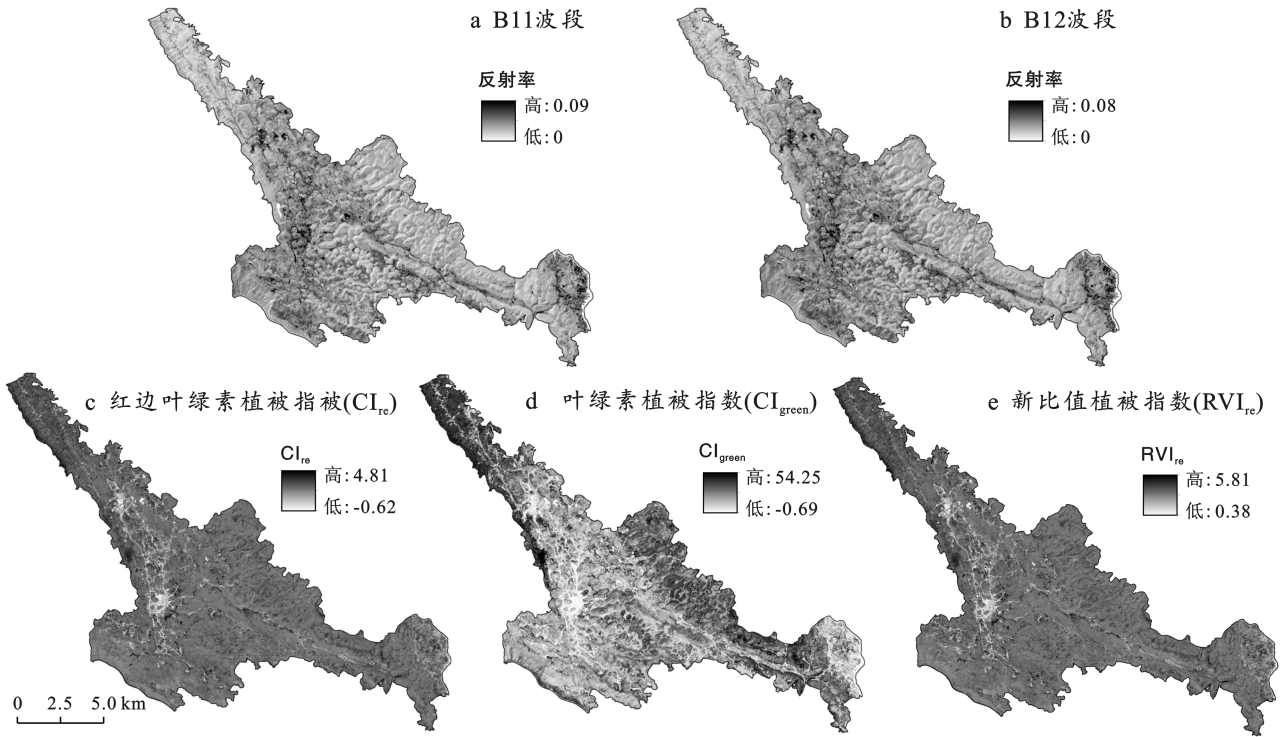 a B11波段
b B12波段
反射率
高:0.09
低:0
反射率
高:0.08
低:0
c 红边叶绿素植被指被(CIre)
d 叶绿素植被指数(CIgreen)
e 新比值植被指数(RVIre)
CIre
高:4.81
低:-0.62
CIgreen
高:54.25
低:-0.69
RVIre
高:5.81
低:0.38
0 2.5 5.0 km